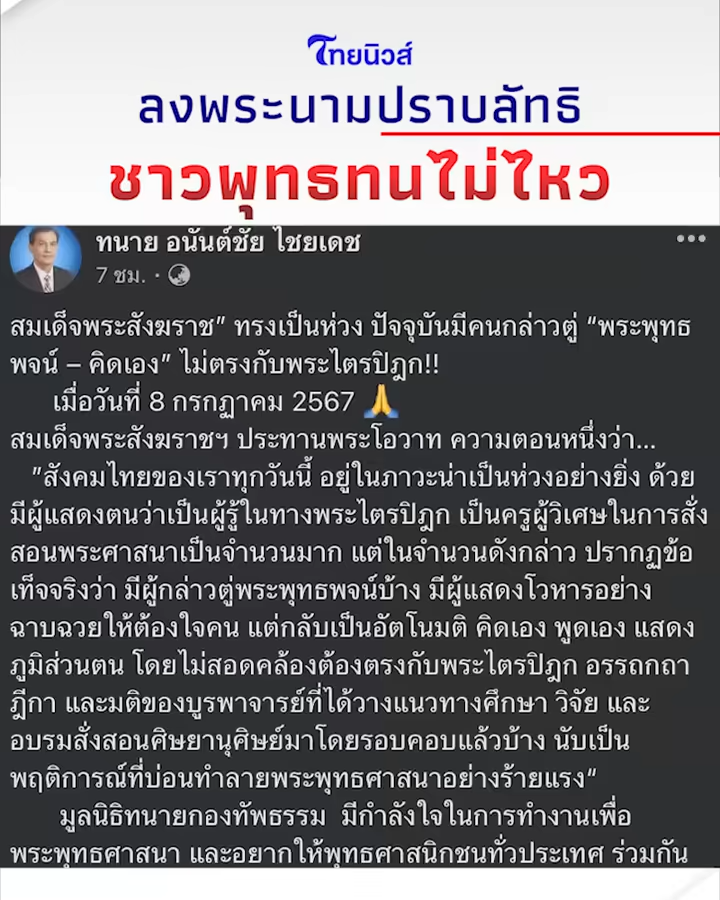 ไทยนิวส์
ลงพระนามปราบลัทธิ
ชาวพุทธทนไม่ไหว
ทนาย อนันต์ชัย ไชยเดช
7 ชม. ·
สมเด็จพระสังฆราช” ทรงเป็นห่วง ปัจจุบันมีคนกล่าวตู่ “พระพุทธ
พจน์ – คิดเอง” ไม่ตรงกับพระไตรปิฎก!!
เมื่อวันที่ 8 กรกฏาคม 2567 🙏
สมเด็จพระสังฆราชฯ ประทานพระโอวาท ความตอนหนึ่งว่า...
”สังคมไทยของเราทุกวันนี้ อยู่ในภาวะน่าเป็นห่วงอย่างยิ่ง ด้วย
มีผู้แสดงตนว่าเป็นผู้รู้ในทางพระไตรปิฎก เป็นครูผู้วิเศษในการสั่ง
สอนพระศาสนาเป็นจำนวนมาก แต่ในจำนวนดังกล่าว ปรากฏข้อ
เท็จจริงว่า มีผู้กล่าวตู่พระพุทธพจน์บ้าง มีผู้แสดงโวหารอย่าง
ฉาบฉวยให้ต้องใจคน แต่กลับเป็นอัตโนมติ คิดเอง พูดเอง แสดง
ภูมิส่วนตน โดยไม่สอดคล้องต้องตรงกับพระไตรปิฎก อรรถกถา
ฎีกา และมติของบูรพาจารย์ที่ได้วางแนวทางศึกษา วิจัย และ
อบรมสั่งสอนศิษยานุศิษย์มาโดยรอบคอบแล้วบ้าง นับเป็น
พฤติการณ์ที่บ่อนทำลายพระพุทธศาสนาอย่างร้ายแรง“
มูลนิธิทนายกองทัพธรรม มีกำลังใจในการทำงานเพื่อ
พระพุทธศาสนา และอยากให้พุทธศาสนิกชนทั่วประเทศ ร่วมกัน